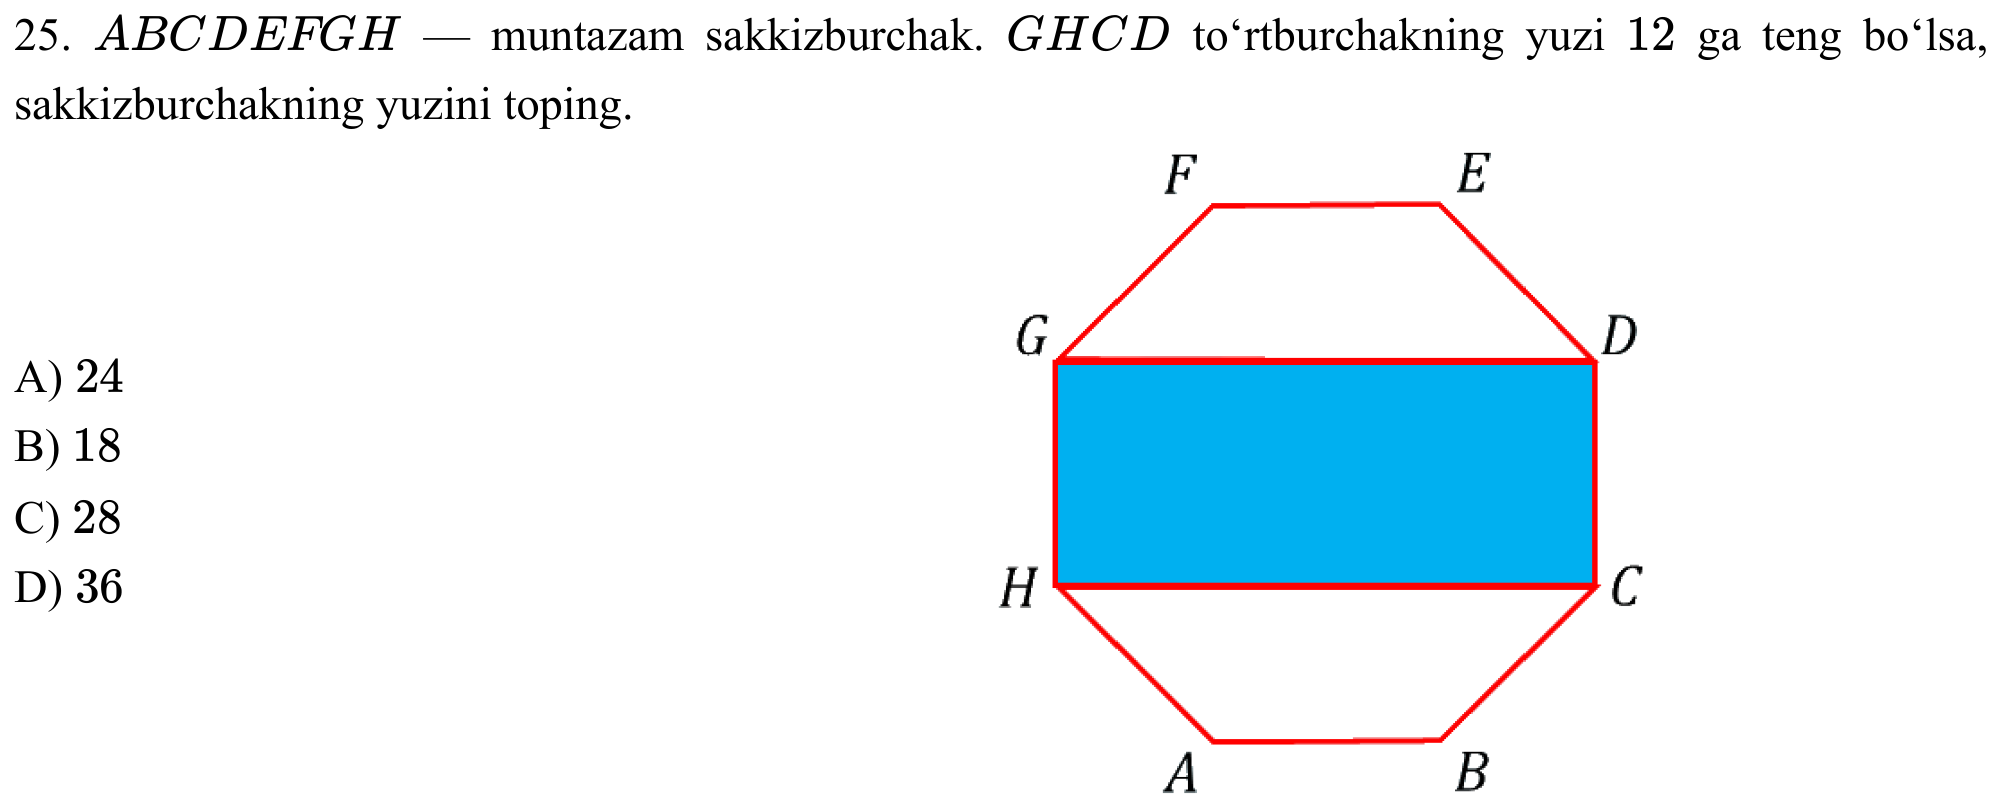 25. ABCDEFGH — muntazam sakkizburchak. GHCD to‘rtburchakning yuzi 12 ga teng bo‘lsa,
sakkizburchakning yuzini toping.
F E
G D
A) 24
B) 18
C) 28
H C
D) 36
A B